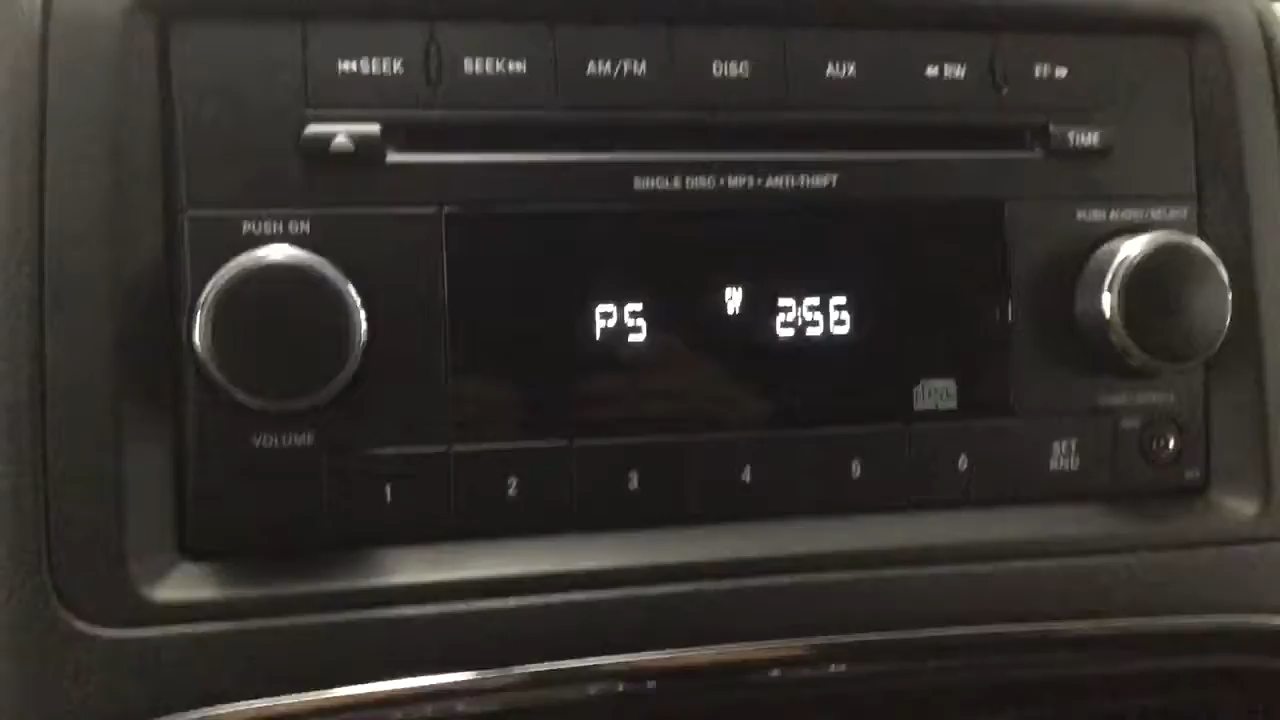 SEEK SEEK AM/FM DISC AUX RW FF
TIME
SINGLE DISC • MP3 • ANTI-THEFT
PUSH ON PUSH AUDIO/SELECT
P5 2:56
VOLUME
1 2 3 4 5 6 SET RND